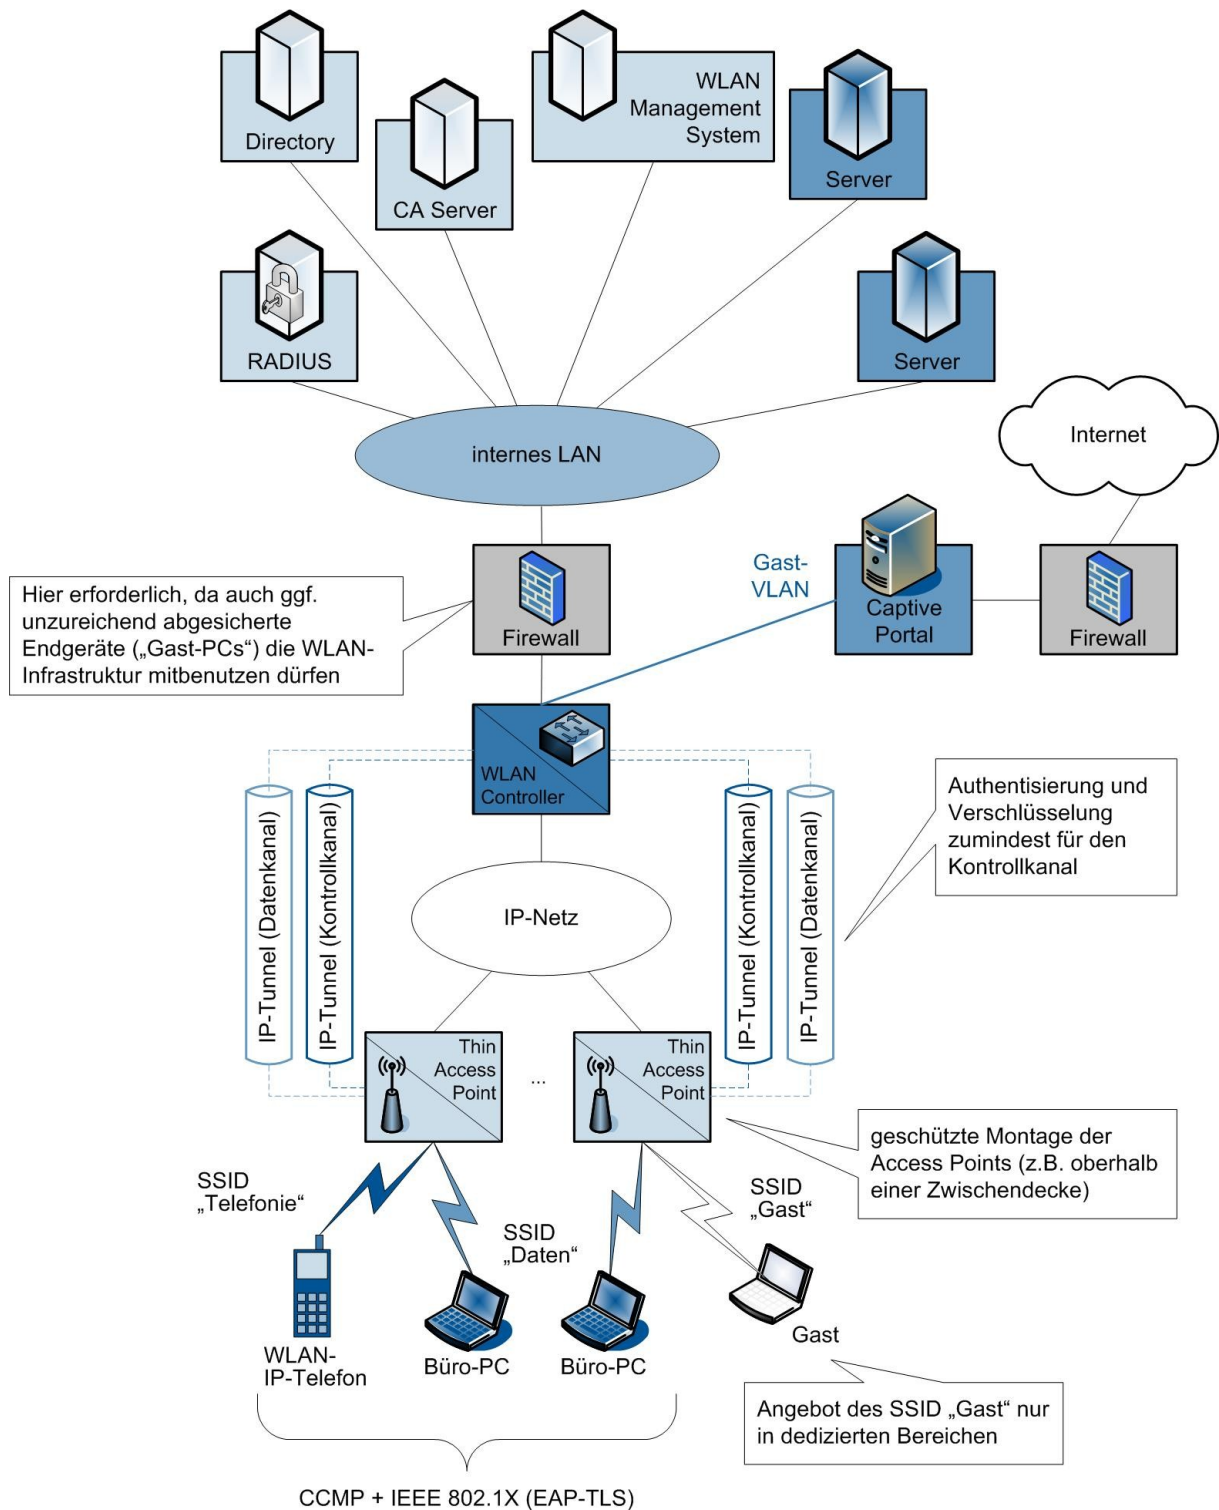 Directory
CA Server
WLAN
Management
System
Server
RADIUS
Server
internes LAN
Internet
Hier erforderlich, da auch ggf.
unzureichend abgesicherte
Endgeräte („Gast-PCs“) die WLAN-
Infrastruktur mitbenutzen dürfen
Firewall
Gast-
VLAN
Captive
Portal
Firewall
WLAN
Controller
IP-Tunnel (Datenkanal)
IP-Tunnel (Kontrollkanal)
IP-Tunnel (Kontrollkanal)
IP-Tunnel (Datenkanal)
Authentisierung und
Verschlüsselung
zumindest für den
Kontrollkanal
IP-Netz
Thin
Access
Point
...
Thin
Access
Point
geschützte Montage der
Access Points (z.B. oberhalb
einer Zwischendecke)
SSID
„Telefonie“
SSID
„Daten“
SSID
„Gast“
WLAN-
IP-Telefon
Büro-PC
Büro-PC
Gast
Angebot des SSID „Gast“ nur
in dedizierten Bereichen
CCMP + IEEE 802.1X (EAP-TLS)